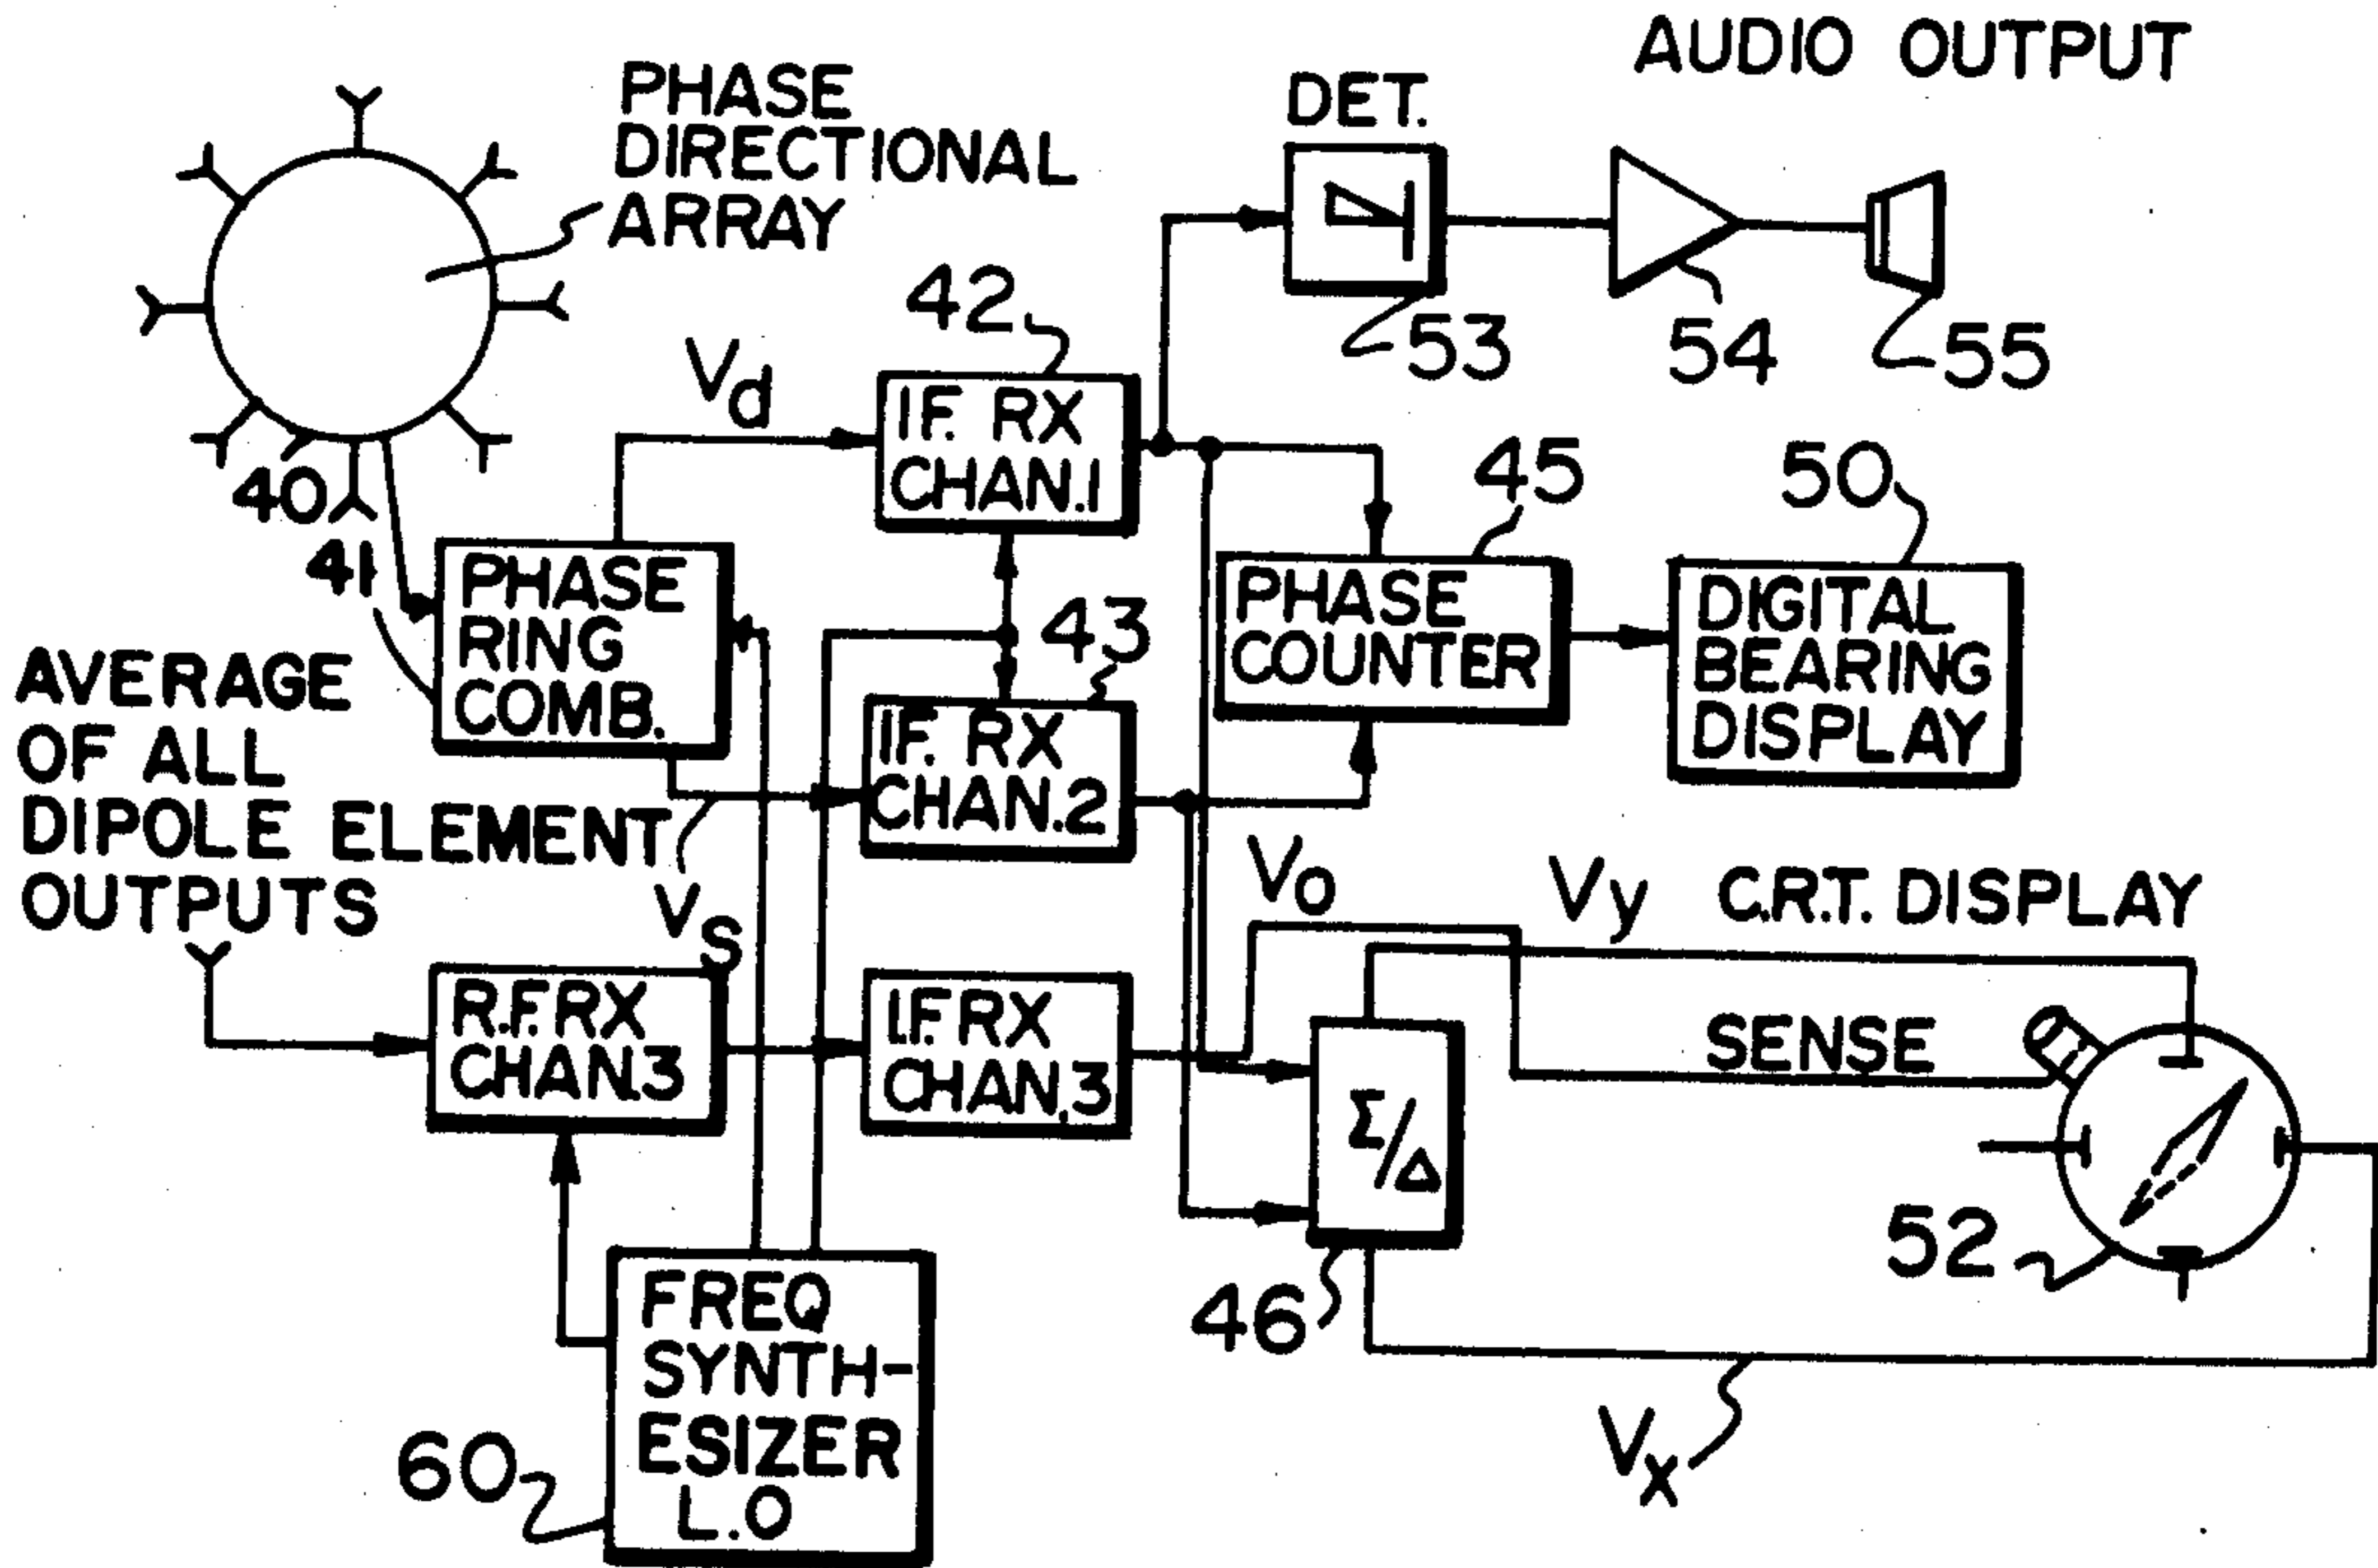 AUDIO OUTPUT
PHASE
DIRECTIONAL
ARRAY
DET.
42
53
54
55
Vd
I.F. RX
CHAN.1
40
41
45
50
PHASE
RING
COMB.
43
PHASE
COUNTER
DIGITAL
BEARING
DISPLAY
AVERAGE
OF ALL
DIPOLE ELEMENT
OUTPUTS
I.F. RX
CHAN.2
Vs
Vo
Vy
C.R.T. DISPLAY
R.F. RX
CHAN.3
I.F. RX
CHAN.3
SENSE
Σ/Δ
52
46
FREQ
SYNTH-
ESIZER
L.O
60
Vx